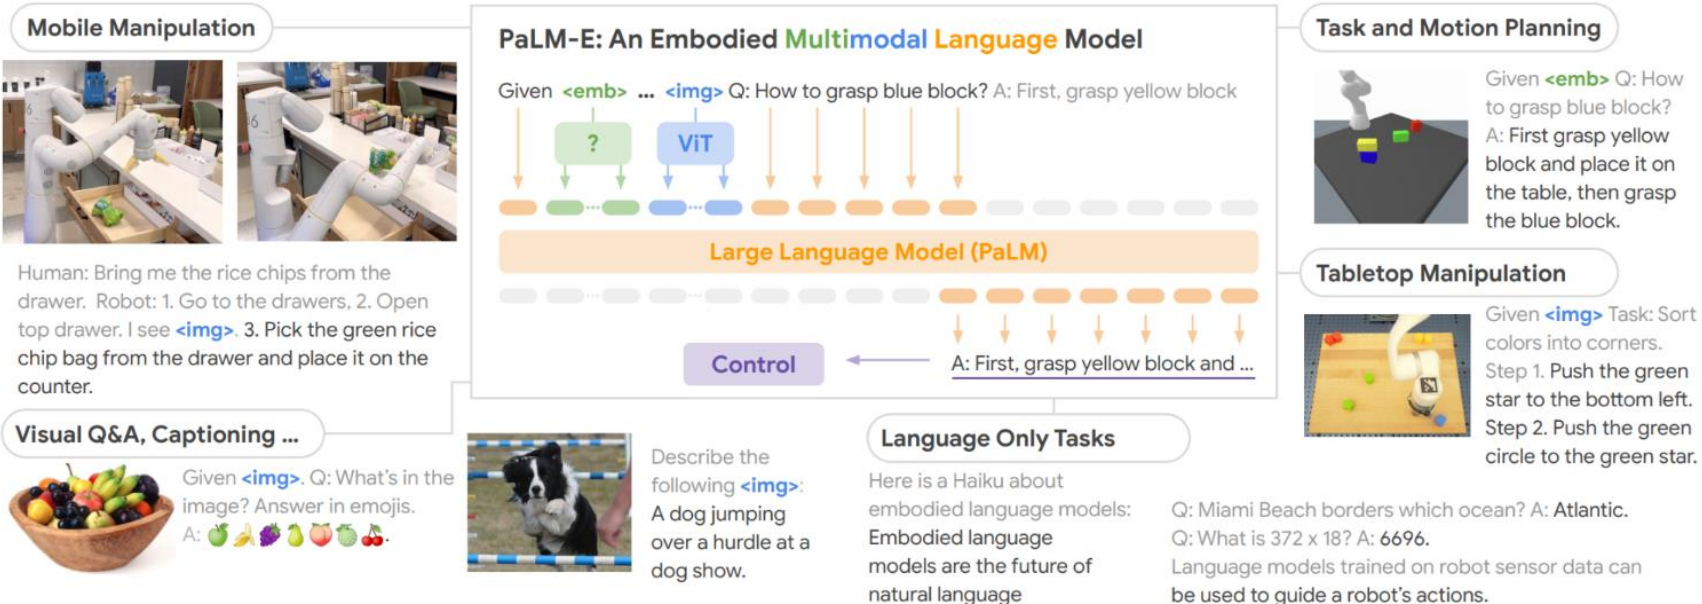 Mobile Manipulation
Human: Bring me the rice chips from the
drawer. Robot: 1. Go to the drawers, 2. Open
top drawer. I see <img>. 3. Pick the green rice
chip bag from the drawer and place it on the
counter.
Visual Q&A, Captioning ...
Given <img>. Q: What's in the
image? Answer in emojis.
A: 🍏🍌🍇🍐🍑🍈🍒.
PaLM-E: An Embodied Multimodal Language Model
Given <emb> ... <img> Q: How to grasp blue block? A: First, grasp yellow block
?
ViT
Large Language Model (PaLM)
Control
A: First, grasp yellow block and ...
Describe the
following <img>:
A dog jumping
over a hurdle at a
dog show.
Language Only Tasks
Here is a Haiku about
embodied language models:
Embodied language
models are the future of
natural language
Q: Miami Beach borders which ocean? A: Atlantic.
Q: What is 372 x 18? A: 6696.
Language models trained on robot sensor data can
be used to guide a robot's actions.
Task and Motion Planning
Given <emb> Q: How
to grasp blue block?
A: First grasp yellow
block and place it on
the table, then grasp
the blue block.
Tabletop Manipulation
Given <img> Task: Sort
colors into corners.
Step 1. Push the green
star to the bottom left.
Step 2. Push the green
circle to the green star.